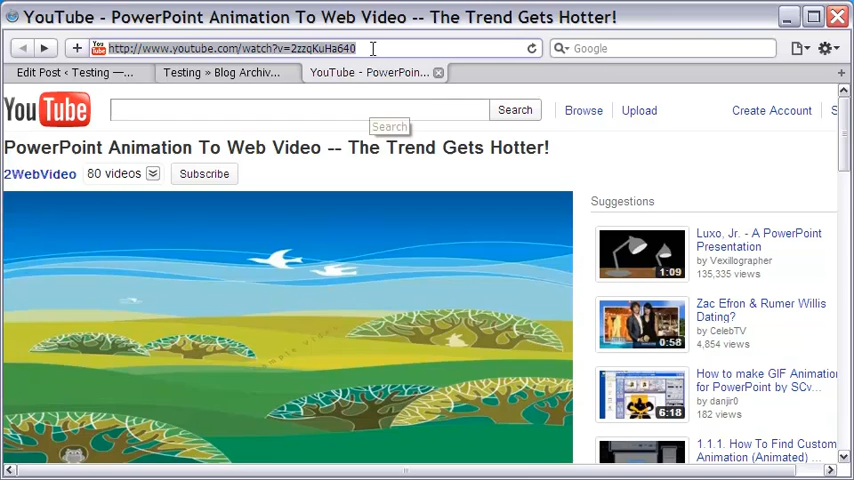 YouTube - PowerPoint Animation To Web Video -- The Trend Gets Hotter!
You Tube http://www.youtube.com/watch?v=2zzqKuHa640
Google
Edit Post ‹ Testing —...
Testing » Blog Archiv...
YouTube - PowerPoin...
YouTube
Search
Browse
Upload
Create Account
S
Search
PowerPoint Animation To Web Video -- The Trend Gets Hotter!
2WebVideo
80 videos
Subscribe
Suggestions
Luxo, Jr. - A PowerPoint
Presentation
by Vexillographer
135,335 views
1:09
Zac Efron & Rumer Willis
Dating?
by CelebTV
4,854 views
0:58
How to make GIF Animation
for PowerPoint by SCv...
by danjir0
182 views
6:18
1.1.1. How To Find Custom
Animation (Animated) ...